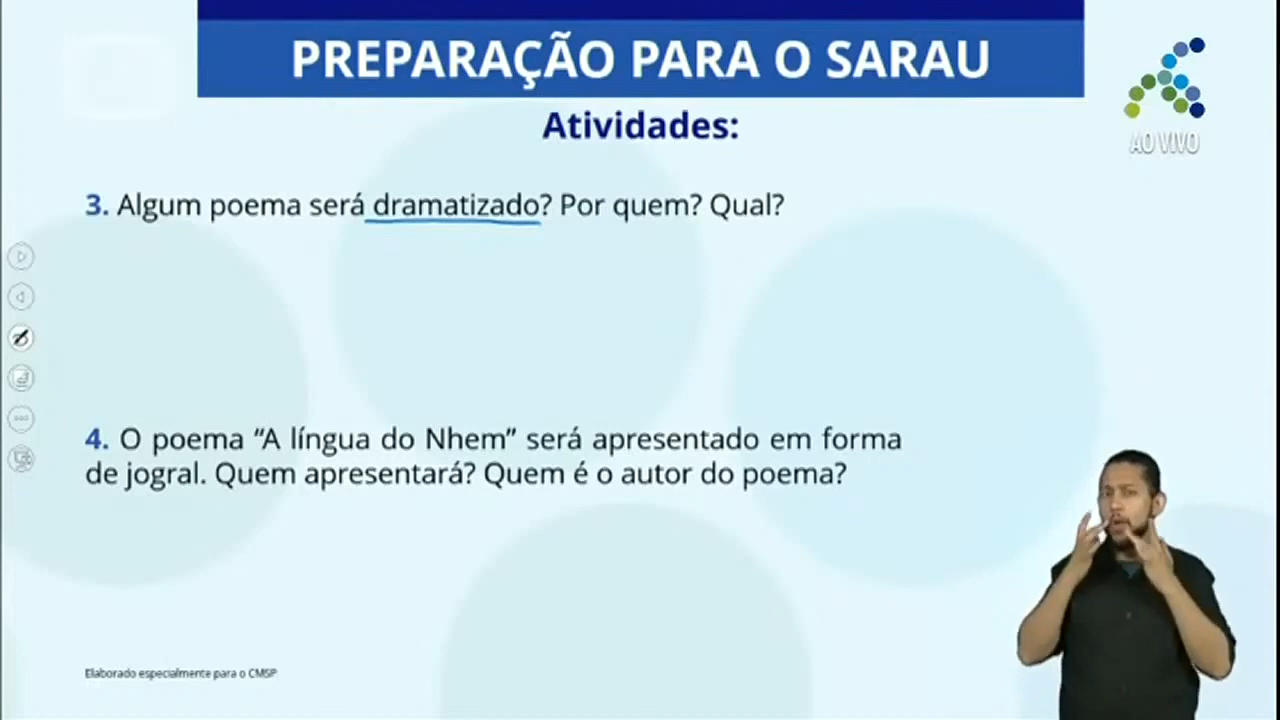 PREPARAÇÃO PARA O SARAU
AO VIVO
Atividades:
3. Algum poema será dramatizado? Por quem? Qual?
4. O poema “A língua do Nhem” será apresentado em forma
de jogral. Quem apresentará? Quem é o autor do poema?
Elaborado especialmente para o CMSP